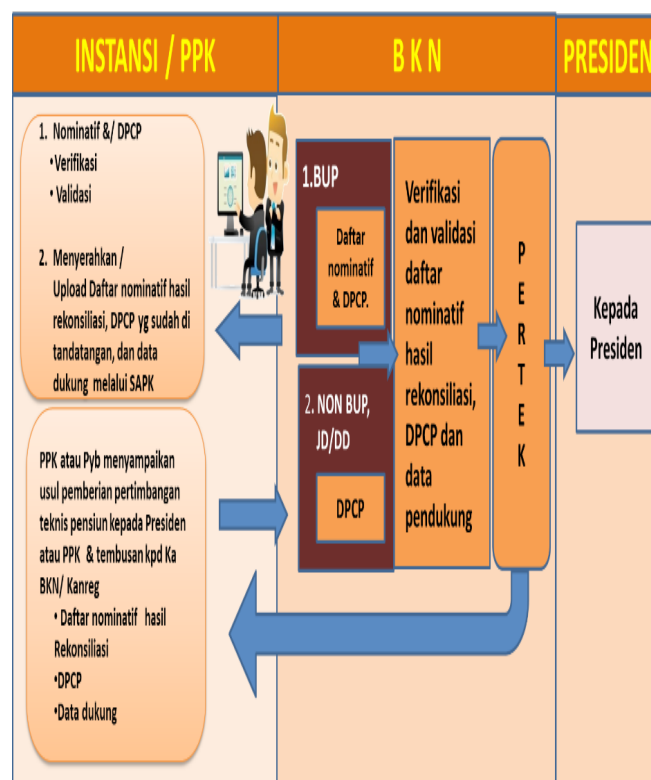 INSTANSI / PPK
B K N
PRESIDEN
1. Nominatif &/ DPCP
•Verifikasi
• Validasi
2. Menyerahkan /
Upload Daftar nominatif hasil
rekonsiliasi, DPCP yg sudah di
tandatangan, dan data
dukung melalui SAPK
PPK atau Pyb menyampaikan
usul pemberian pertimbangan
teknis pensiun kepada Presiden
atau PPK & tembusan kpd Ka
BKN/ Kanreg
• Daftar nominatif hasil
Rekonsiliasi
•DPCP
•Data dukung
1.BUP
Daftar
nominatif
& DPCP.
2. NON BUP,
JD/DD
DPCP
Verifikasi
dan validasi
daftar
nominatif
hasil
rekonsiliasi,
DPCP dan
data
pendukung
P
E
R
T
E
K
Kepada
Presiden